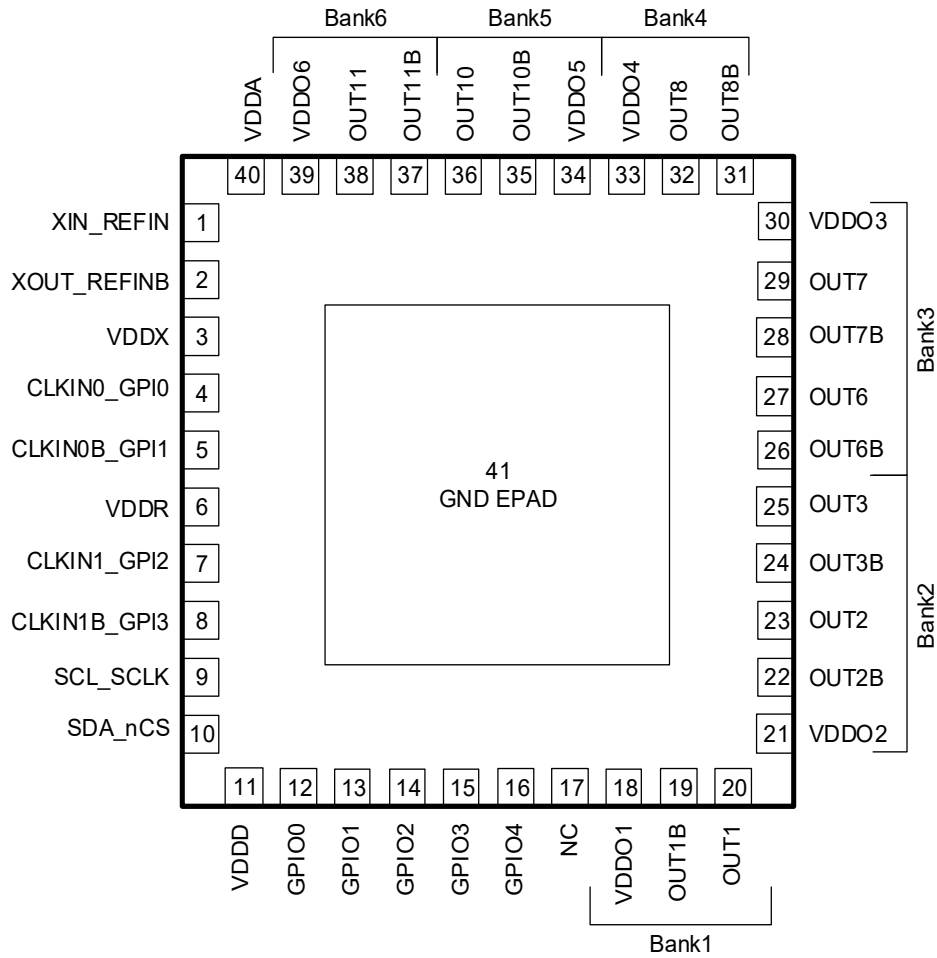 Bank6
Bank5
Bank4
VDDA
VDDO6
OUT11
OUT11B
OUT10
OUT10B
VDDO5
VDDO4
OUT8
OUT8B
40 39 38 37 36 35 34 33 32 31
XIN_REFIN 1
XOUT_REFINB 2
VDDX 3
CLKIN0_GPI0 4
CLKIN0B_GPI1 5
VDDR 6
CLKIN1_GPI2 7
CLKIN1B_GPI3 8
SCL_SCLK 9
SDA_nCS 10
41
GND EPAD
30 VDDO3
29 OUT7
28 OUT7B
27 OUT6
26 OUT6B
25 OUT3
24 OUT3B
23 OUT2
22 OUT2B
21 VDDO2
Bank3
Bank2
11 12 13 14 15 16 17 18 19 20
VDDD
GPIO0
GPIO1
GPIO2
GPIO3
GPIO4
NC
VDDO1
OUT1B
OUT1
Bank1